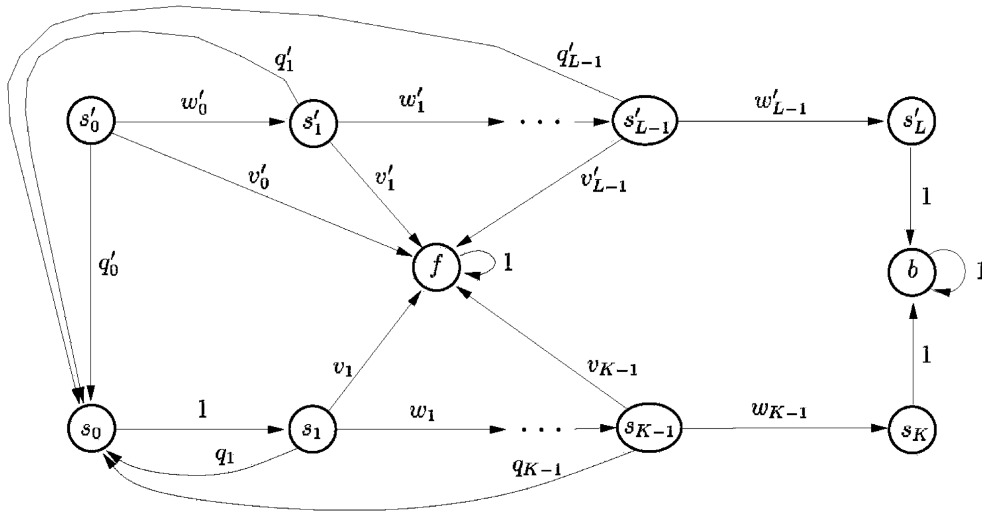 q′_{L−1}
q′_1
s′_0
w′_0
s′_1
w′_1
· · ·
s′_{L−1}
w′_{L−1}
s′_L
v′_0
v′_1
v′_{L−1}
1
q′_0
f
1
b
1
v_1
v_{K−1}
1
s_0
1
s_1
w_1
· · ·
s_{K−1}
w_{K−1}
s_K
q_1
q_{K−1}